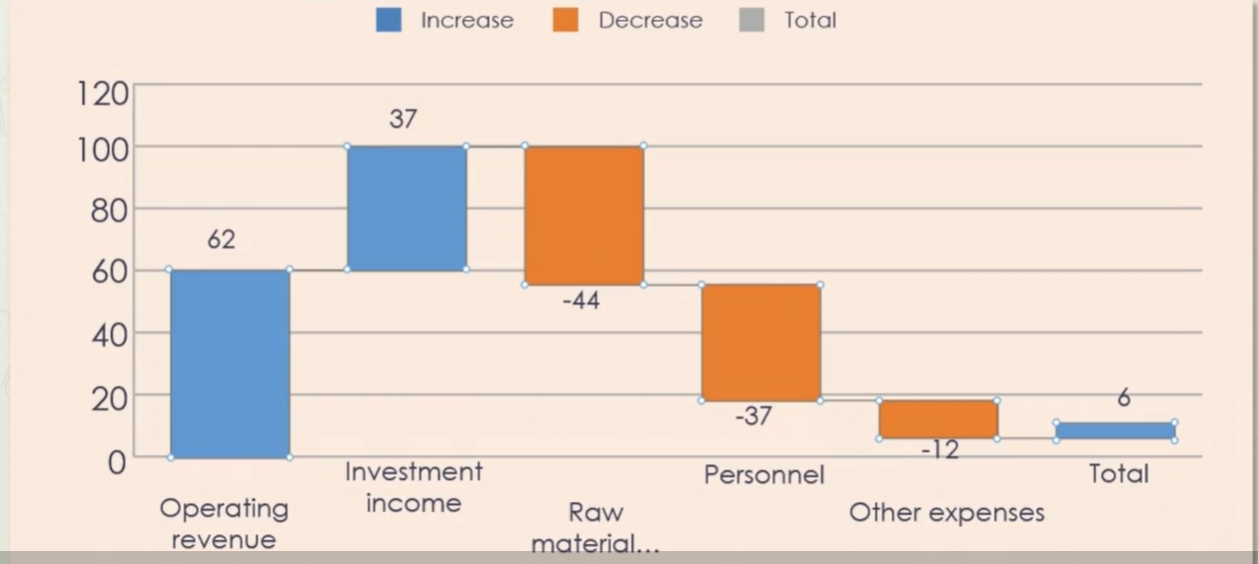 Increase Decrease Total
120
37
100
80
62
60
-44
40
20
-37
6
-12
0
Investment
income
Personnel
Total
Operating
revenue
Raw
material...
Other expenses